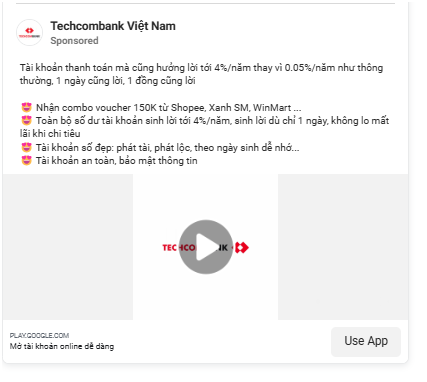 Techcombank Việt Nam
Sponsored
Tài khoản thanh toán mà cũng hưởng lời tới 4%/năm thay vì 0.05%/năm như thông
thường, 1 ngày cũng lời, 1 đồng cũng lời
😍 Nhận combo voucher 150K từ Shopee, Xanh SM, WinMart ...
😍 Toàn bộ số dư tài khoản sinh lời tới 4%/năm, sinh lời dù chỉ 1 ngày, không lo mất
lãi khi chi tiêu
😍 Tài khoản số đẹp: phát tài, phát lộc, theo ngày sinh dễ nhớ...
😍 Tài khoản an toàn, bảo mật thông tin
PLAY.GOOGLE.COM
Mở tài khoản online dễ dàng
Use App